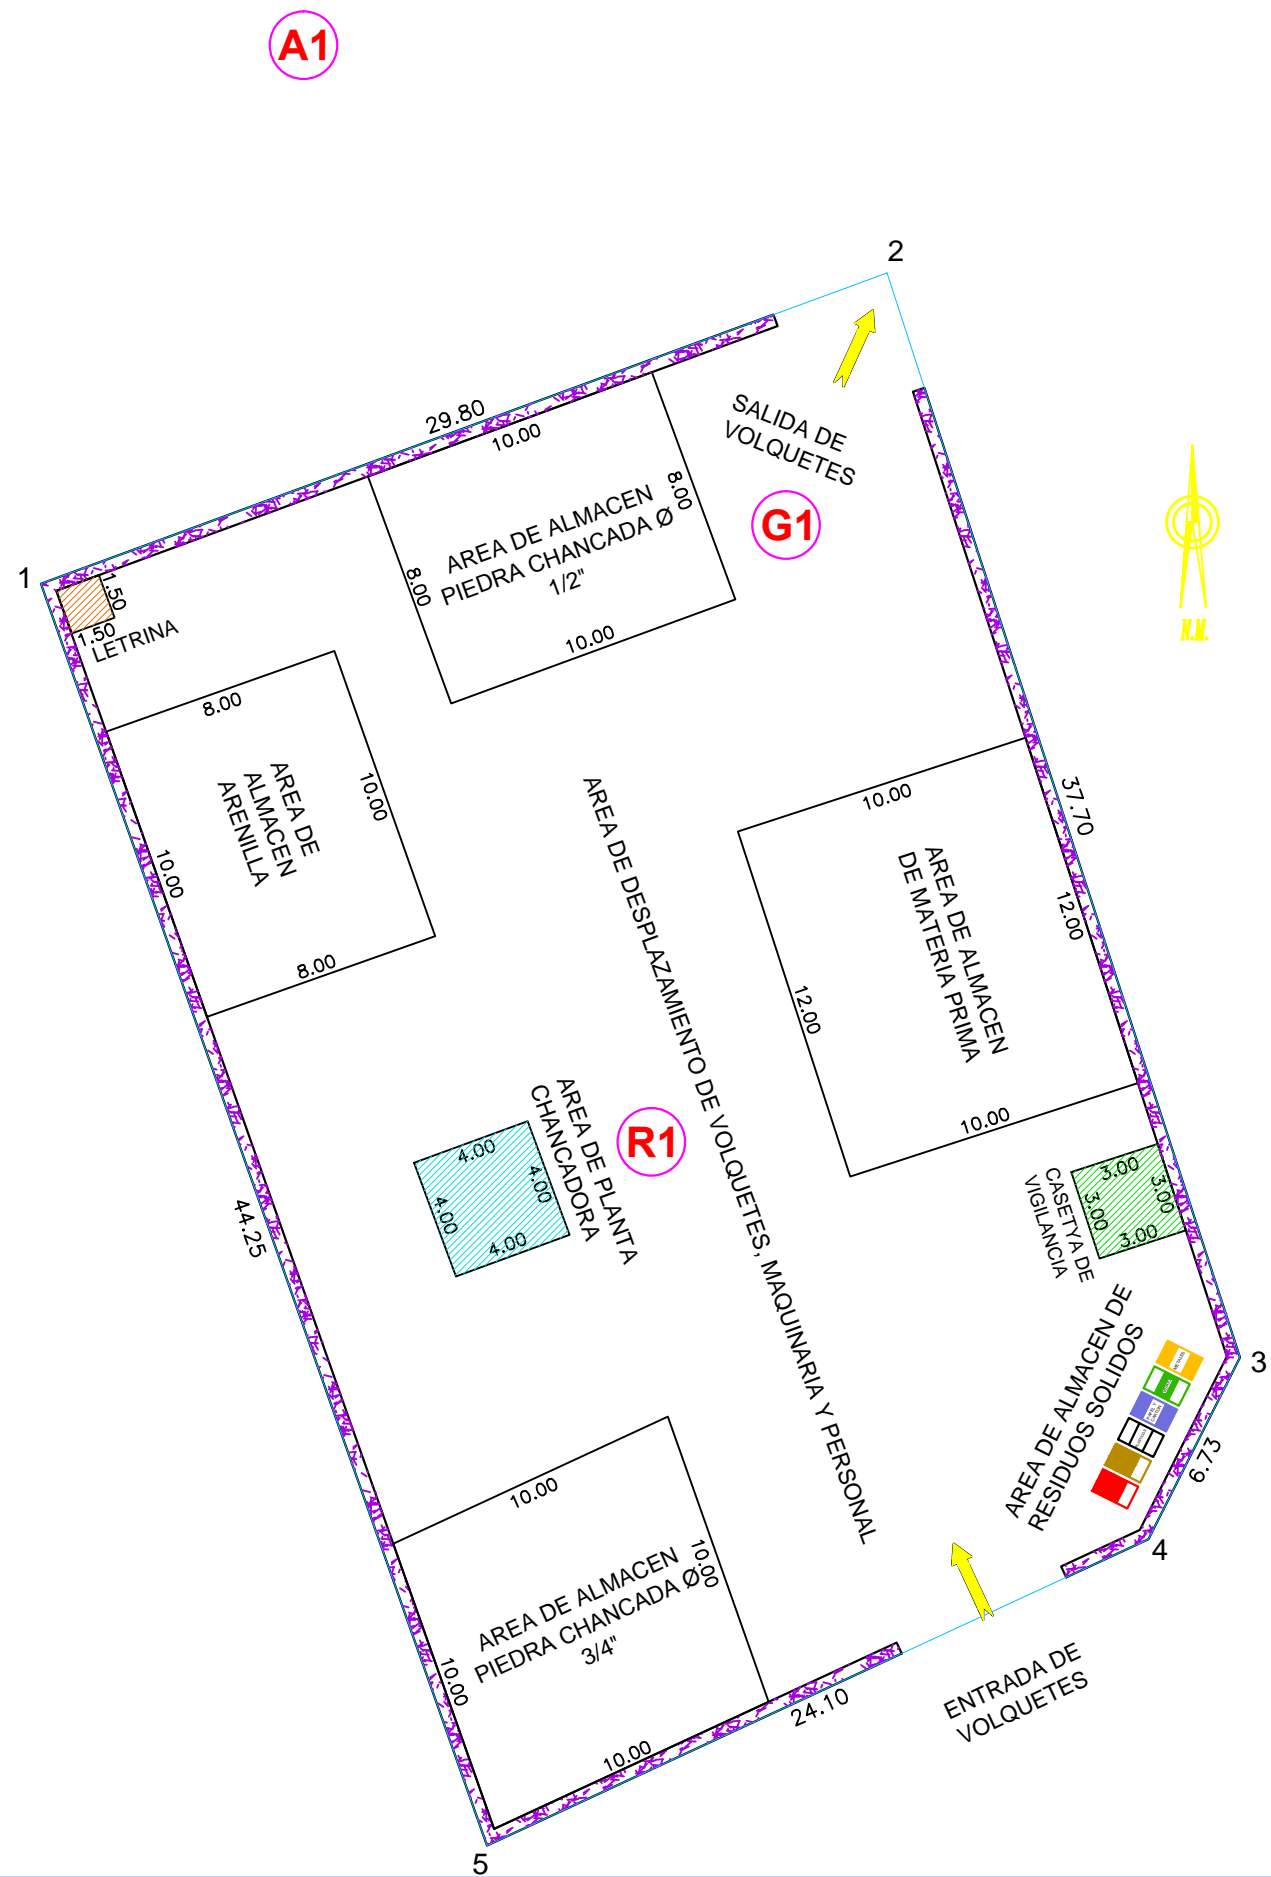 A1
2
29.80
10.00
SALIDA DE
VOLQUETES
8.00
G1
AREA DE ALMACEN
PIEDRA CHANCADA Ø
1/2"
8.00
10.00
1
1.50
1.50
LETRINA
N.M.
8.00
AREA DE
ALMACEN
ARENILLA
10.00
10.00
8.00
AREA DE DESPLAZAMIENTO DE VOLQUETES, MAQUINARIA Y PERSONAL
10.00
37.70
AREA DE ALMACEN
DE MATERIA PRIMA
12.00
12.00
10.00
AREA DE PLANTA
CHANCADORA
4.00
4.00
4.00
4.00
R1
44.25
CASETYA DE
VIGILANCIA
3.00
3.00
3.00
3.00
AREA DE ALMACEN DE
RESIDUOS SOLIDOS
METALES
3
6.73
4
10.00
AREA DE ALMACEN
PIEDRA CHANCADA Ø
3/4"
10.00
10.00
10.00
24.10
ENTRADA DE
VOLQUETES
5